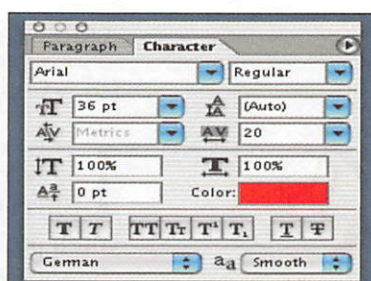 Paragraph Character
Arial Regular
36 pt (Auto)
Metrics 20
100% 100%
0 pt Color:
German Smooth